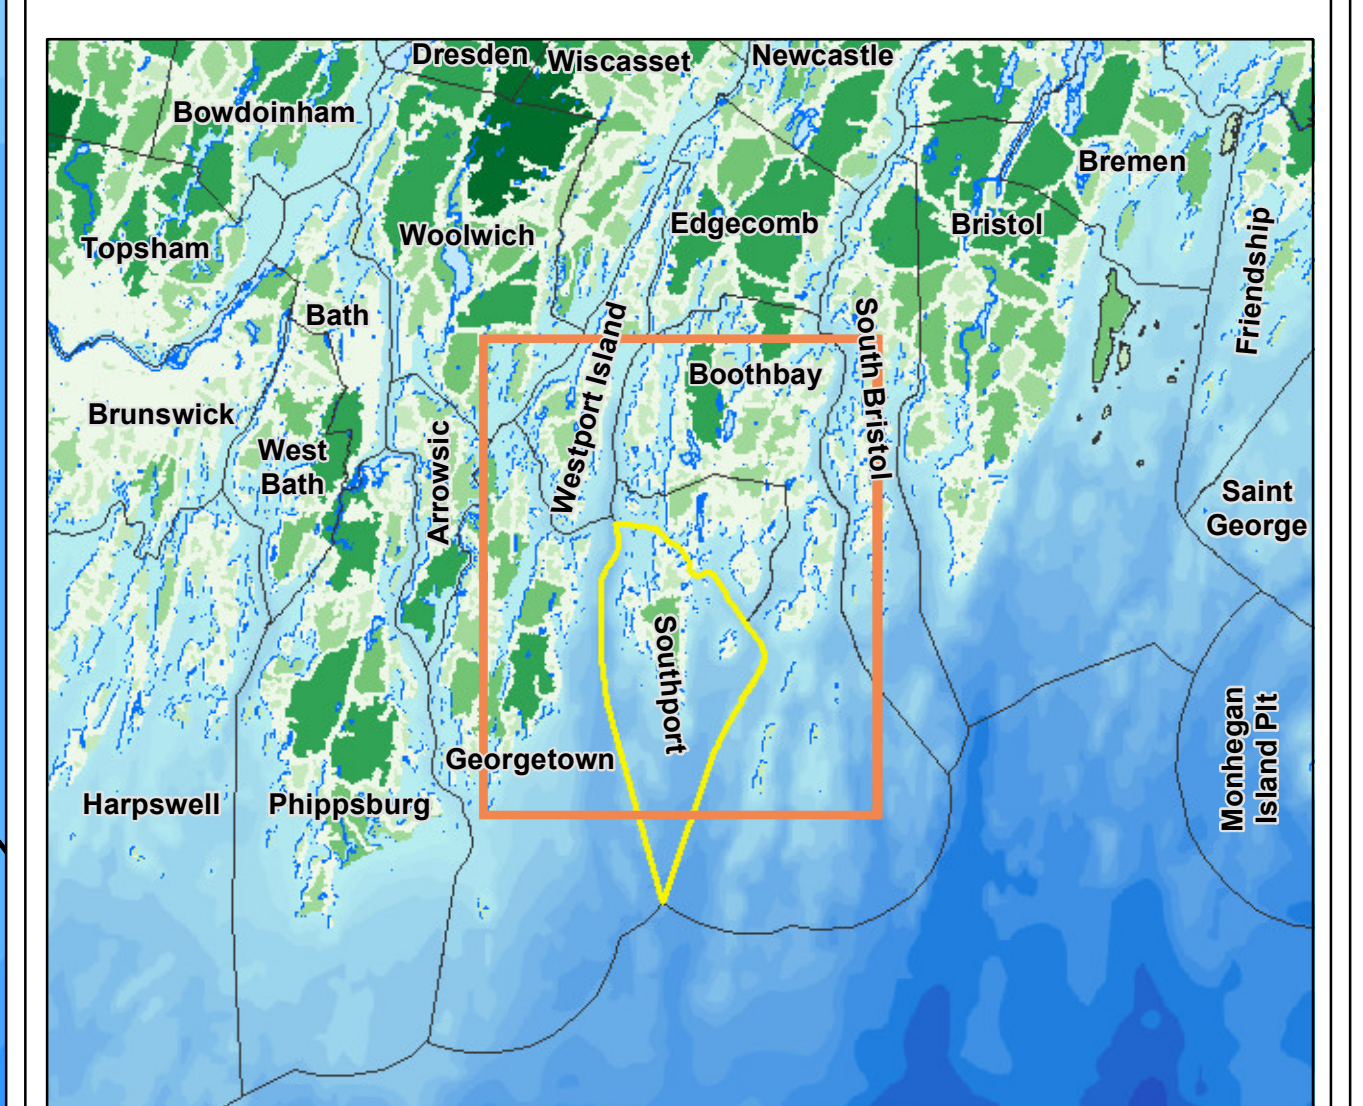 Dresden
Wiscasset
Newcastle
Bowdoinham
Bremen
Topsham
Woolwich
Edgecomb
Bristol
Friendship
Bath
Westport Island
South Bristol
Boothbay
Brunswick
West
Bath
Arrowsic
Saint
George
Southport
Georgetown
Monhegan
Island Plt
Harpswell
Phippsburg